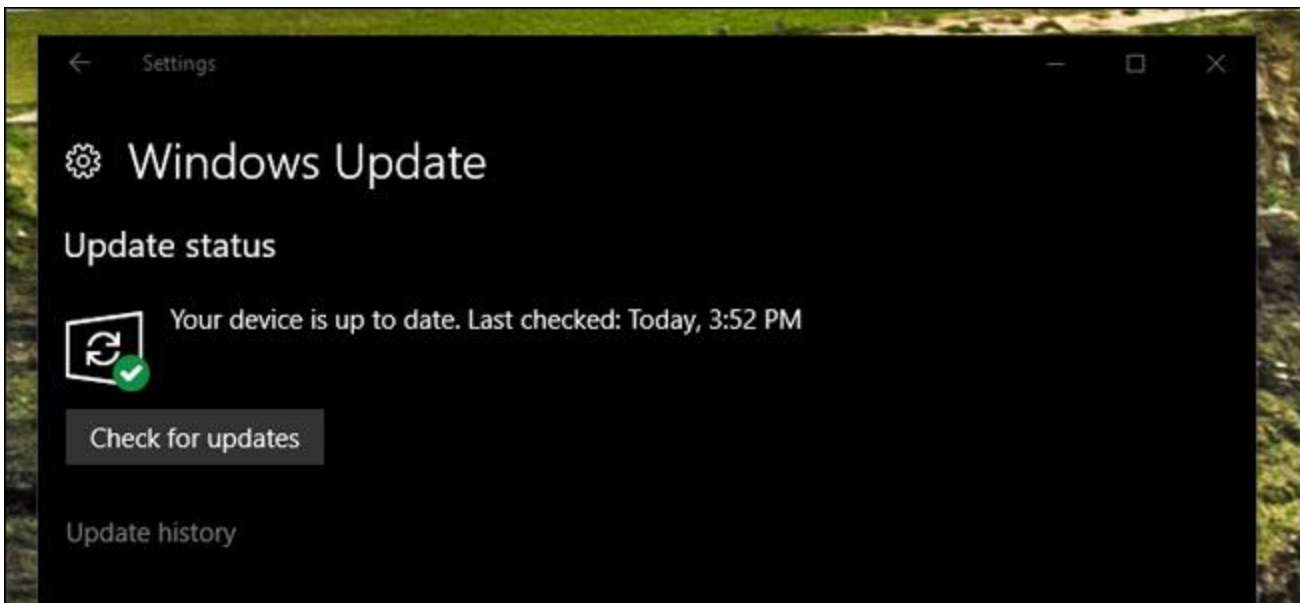 Settings
Windows Update
Update status
Your device is up to date. Last checked: Today, 3:52 PM
Check for updates
Update history